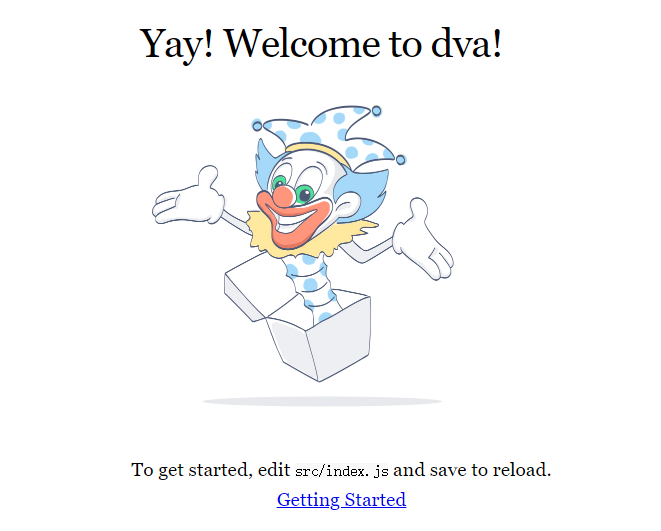 Yay! Welcome to dva!
To get started, edit src/index.js and save to reload.
Getting Started